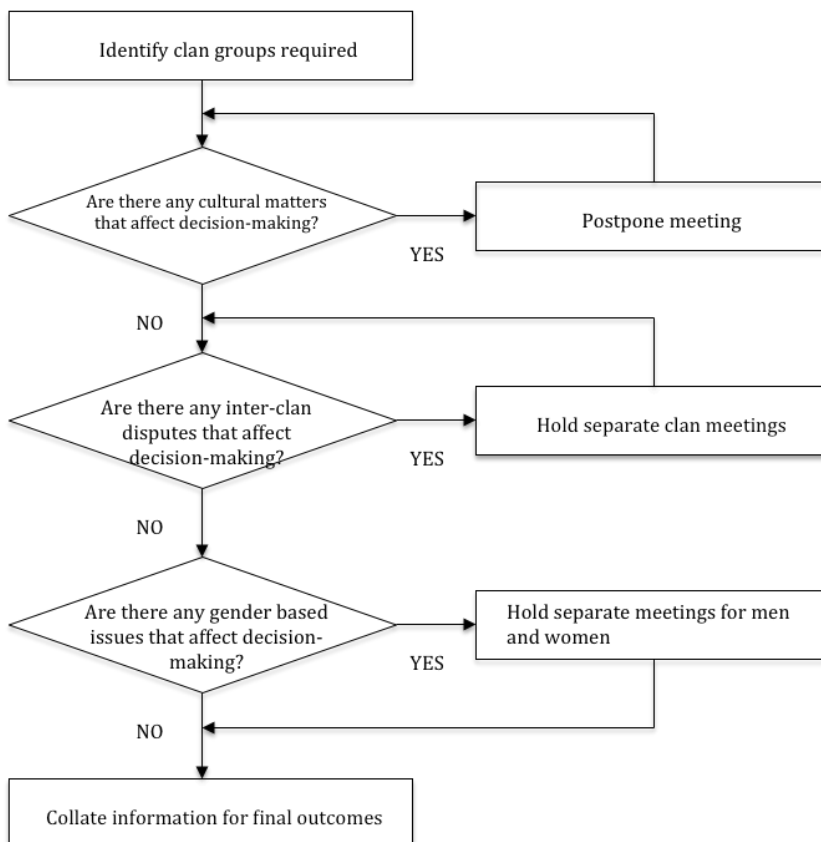 Identify clan groups required
Are there any cultural matters
that affect decision-making?
Postpone meeting
YES
NO
Are there any inter-clan
disputes that affect
decision-making?
Hold separate clan meetings
YES
NO
Are there any gender based
issues that affect decision-
making?
Hold separate meetings for men
and women
YES
NO
Collate information for final outcomes